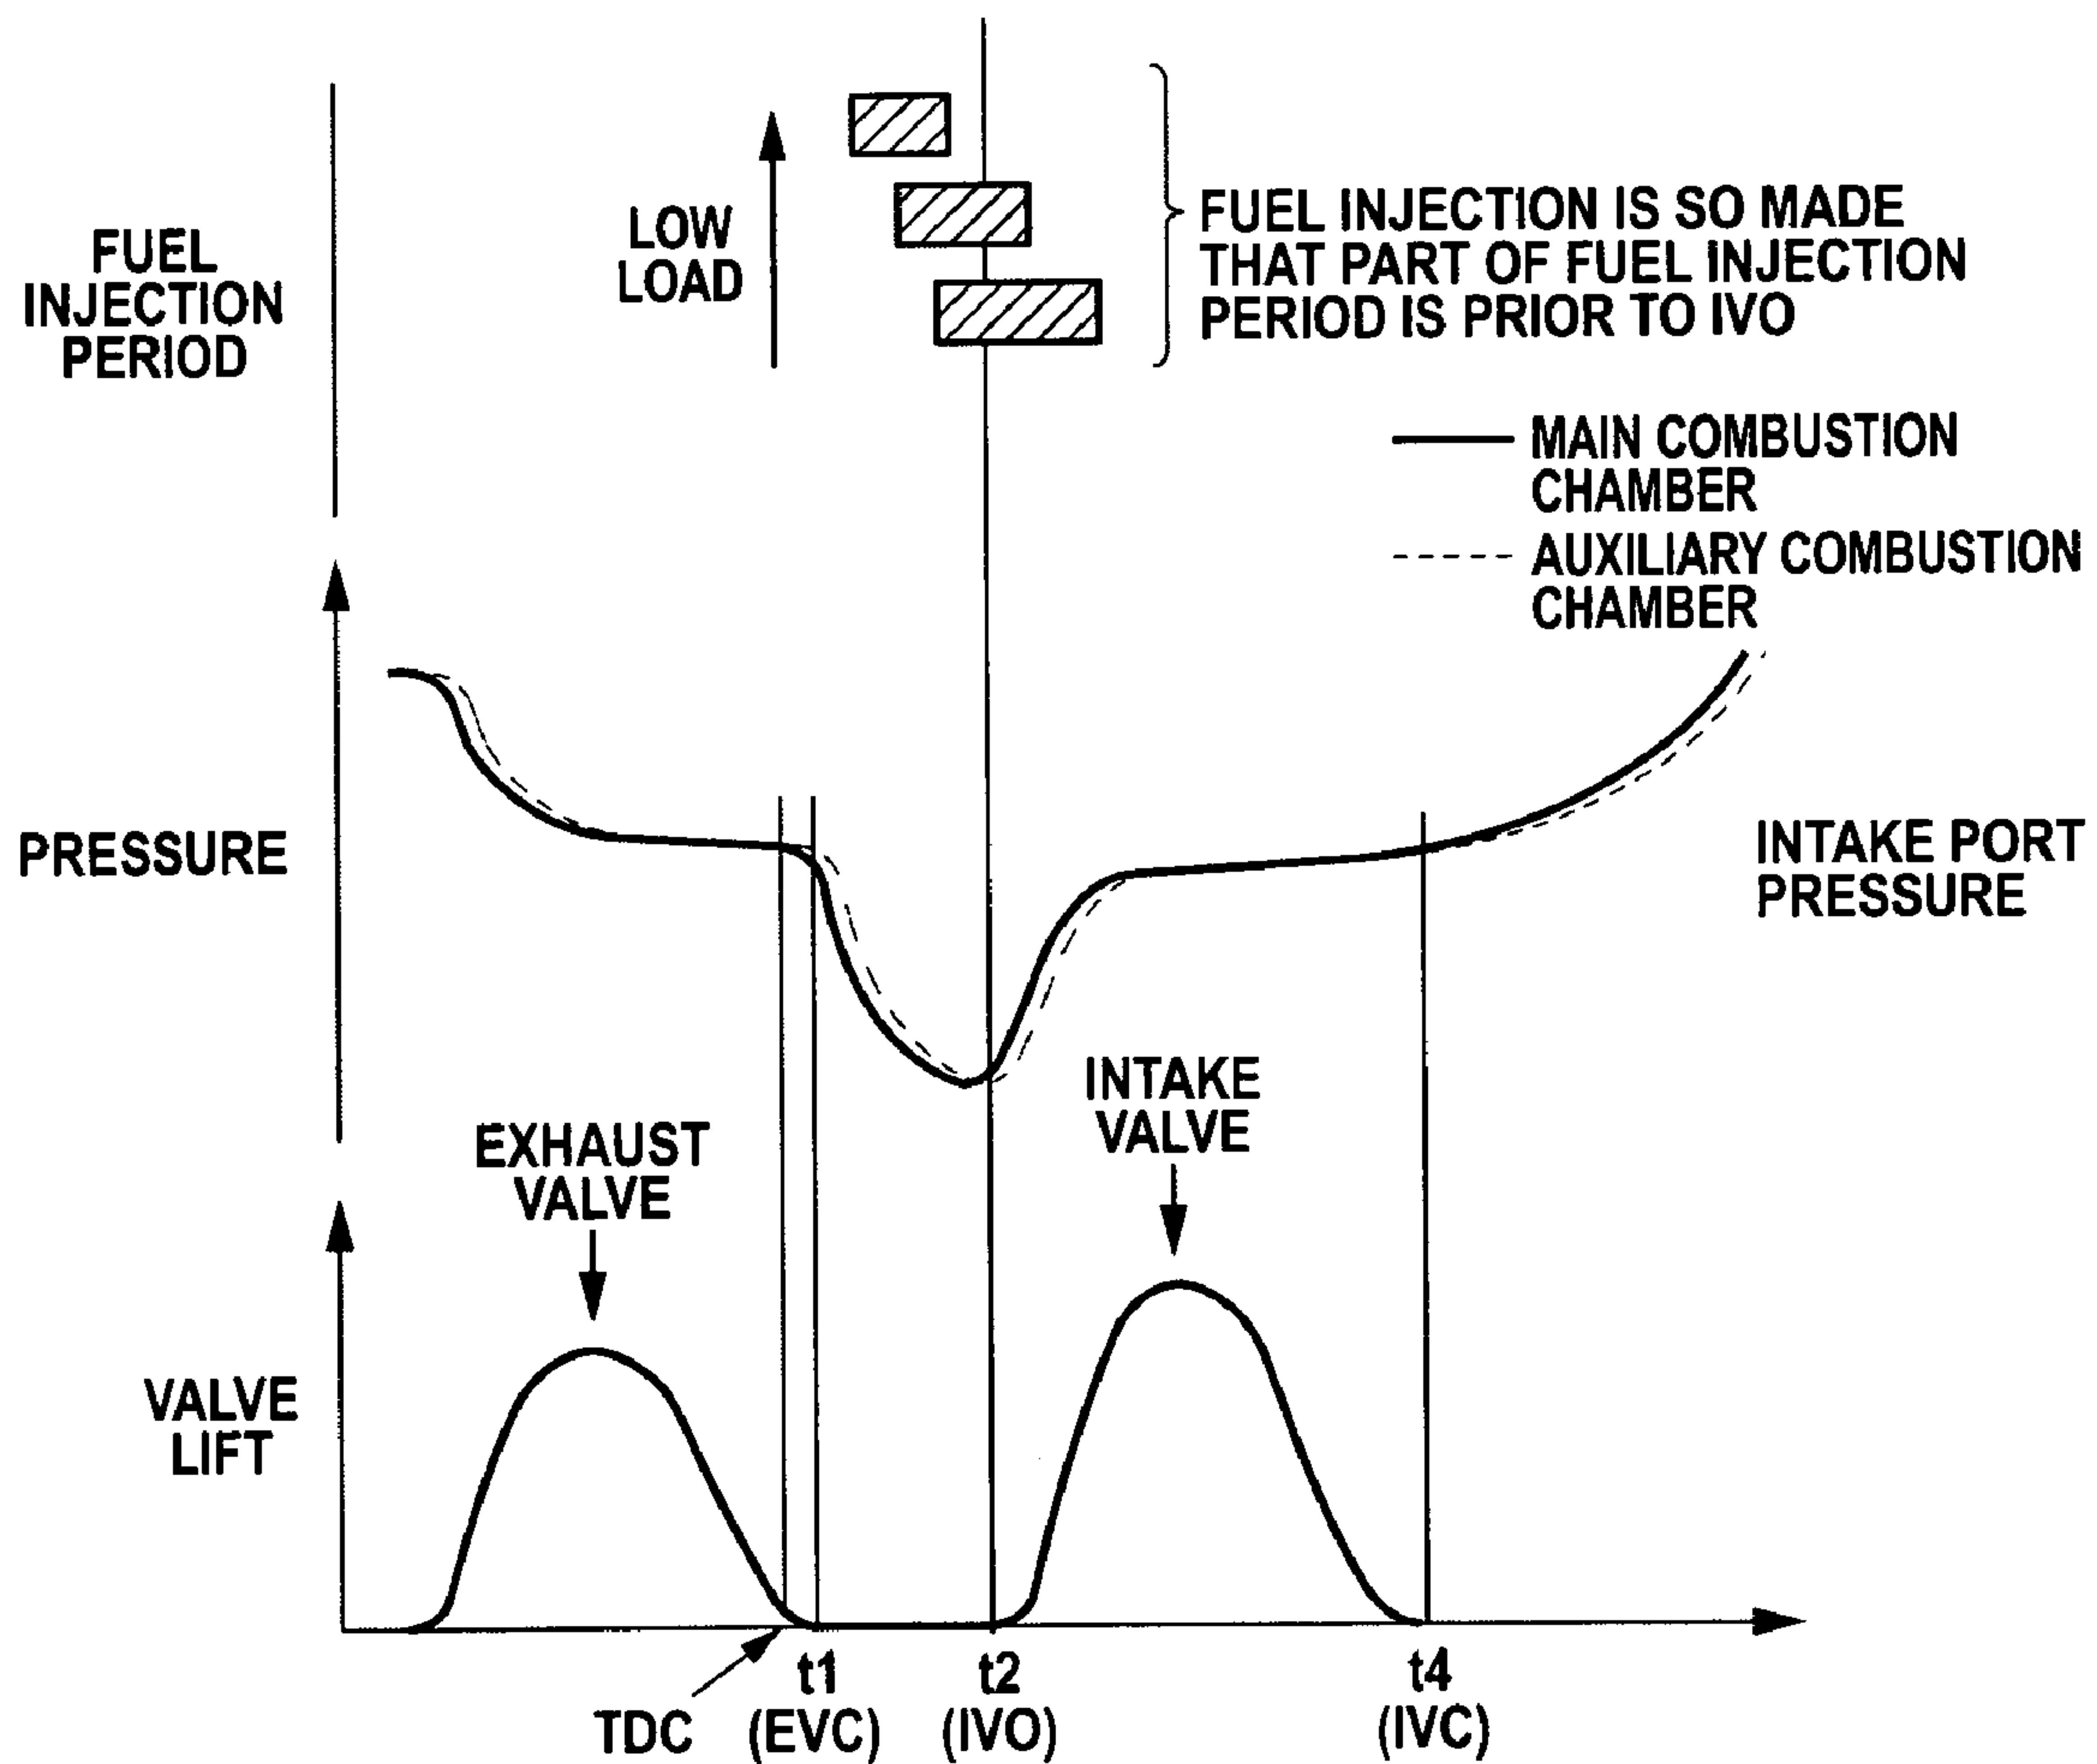 FUEL
INJECTION
PERIOD
LOW
LOAD
FUEL INJECTION IS SO MADE
THAT PART OF FUEL INJECTION
PERIOD IS PRIOR TO IVO
MAIN COMBUSTION
CHAMBER
AUXILIARY COMBUSTION
CHAMBER
PRESSURE
INTAKE PORT
PRESSURE
EXHAUST
VALVE
INTAKE
VALVE
VALVE
LIFT
TDC
t1
(EVC)
t2
(IVO)
t4
(IVC)